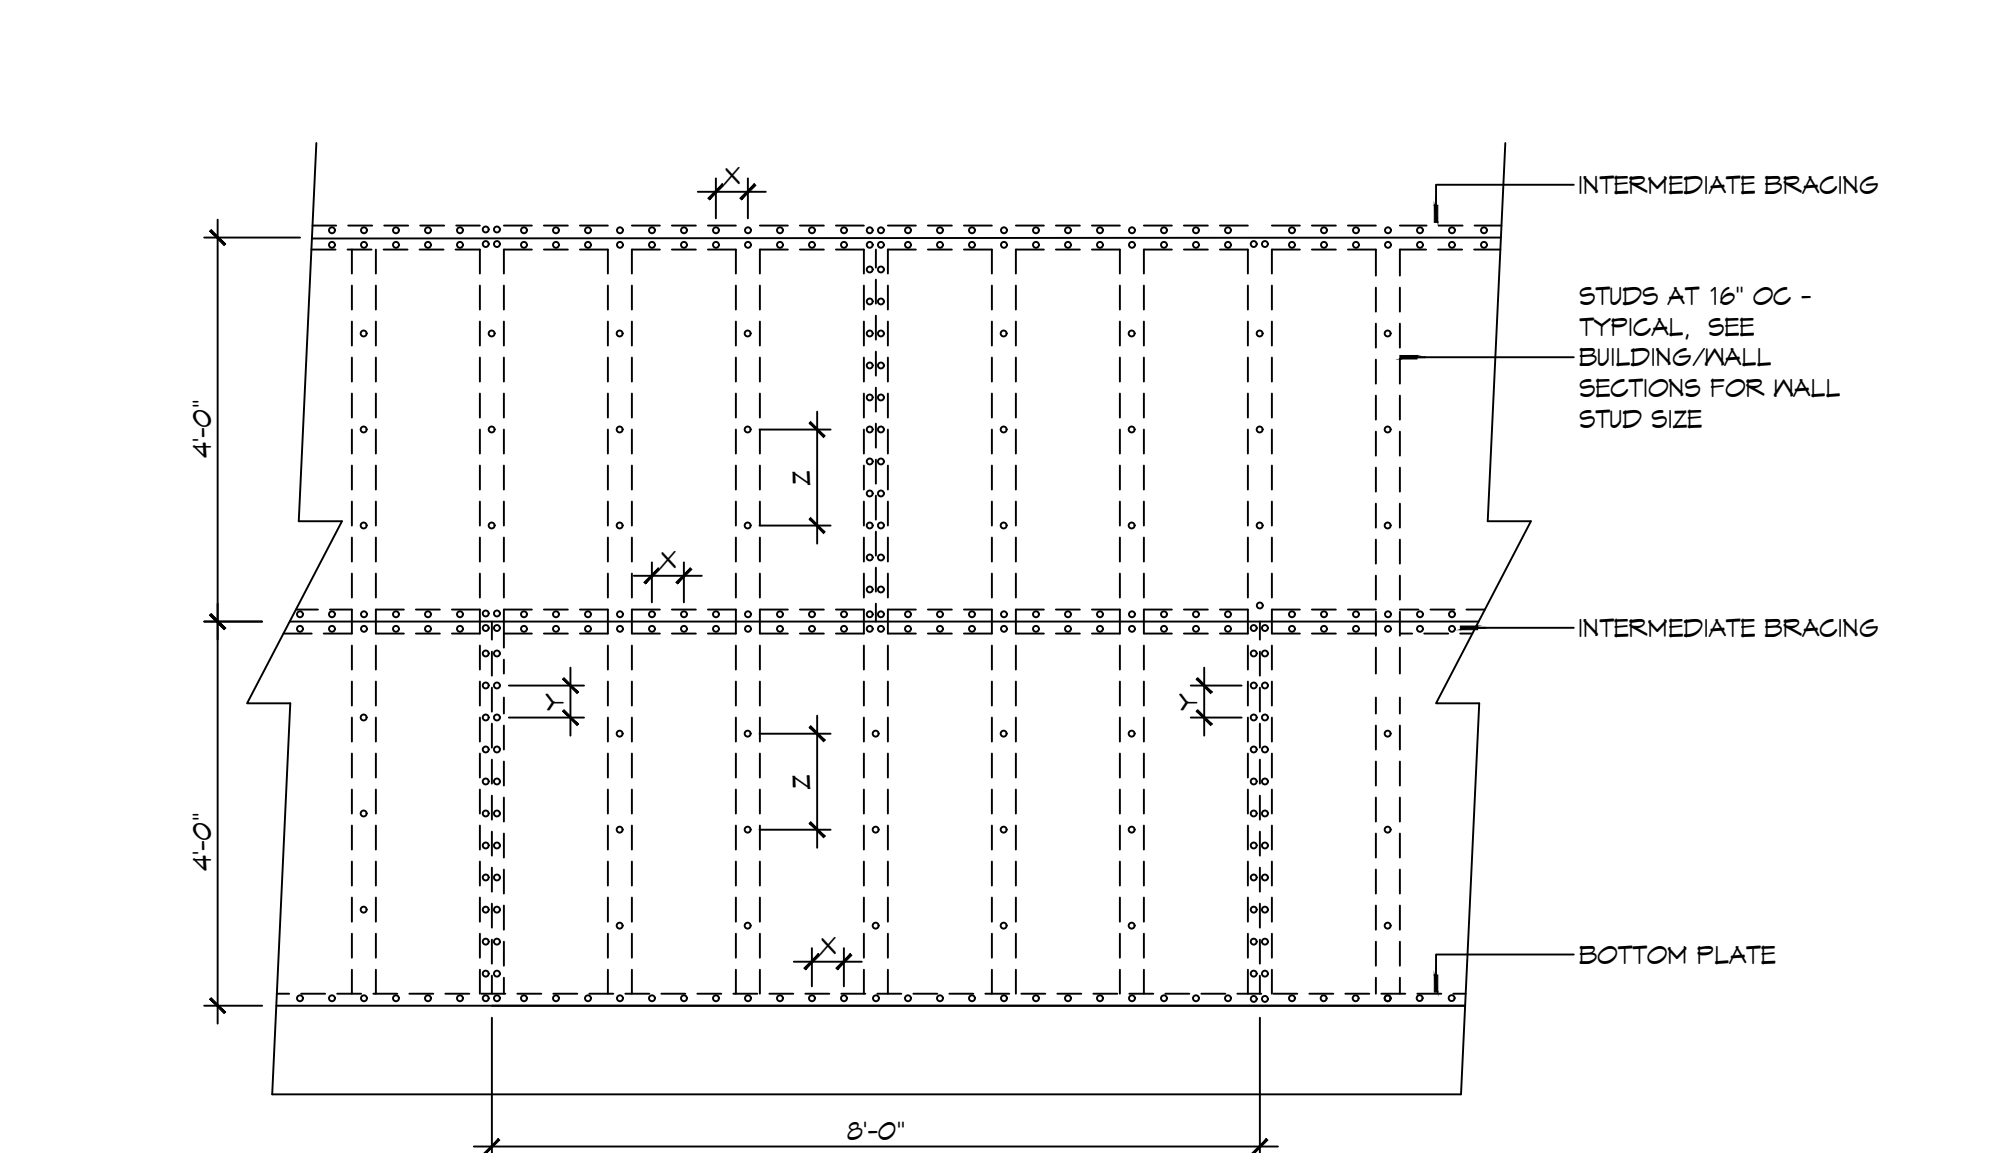 X
INTERMEDIATE BRACING
STUDS AT 16" OC -
TYPICAL, SEE
BUILDING/WALL
SECTIONS FOR WALL
STUD SIZE
4'-0"
Z
X
INTERMEDIATE BRACING
Y
Y
Z
4'-0"
X
BOTTOM PLATE
8'-0"